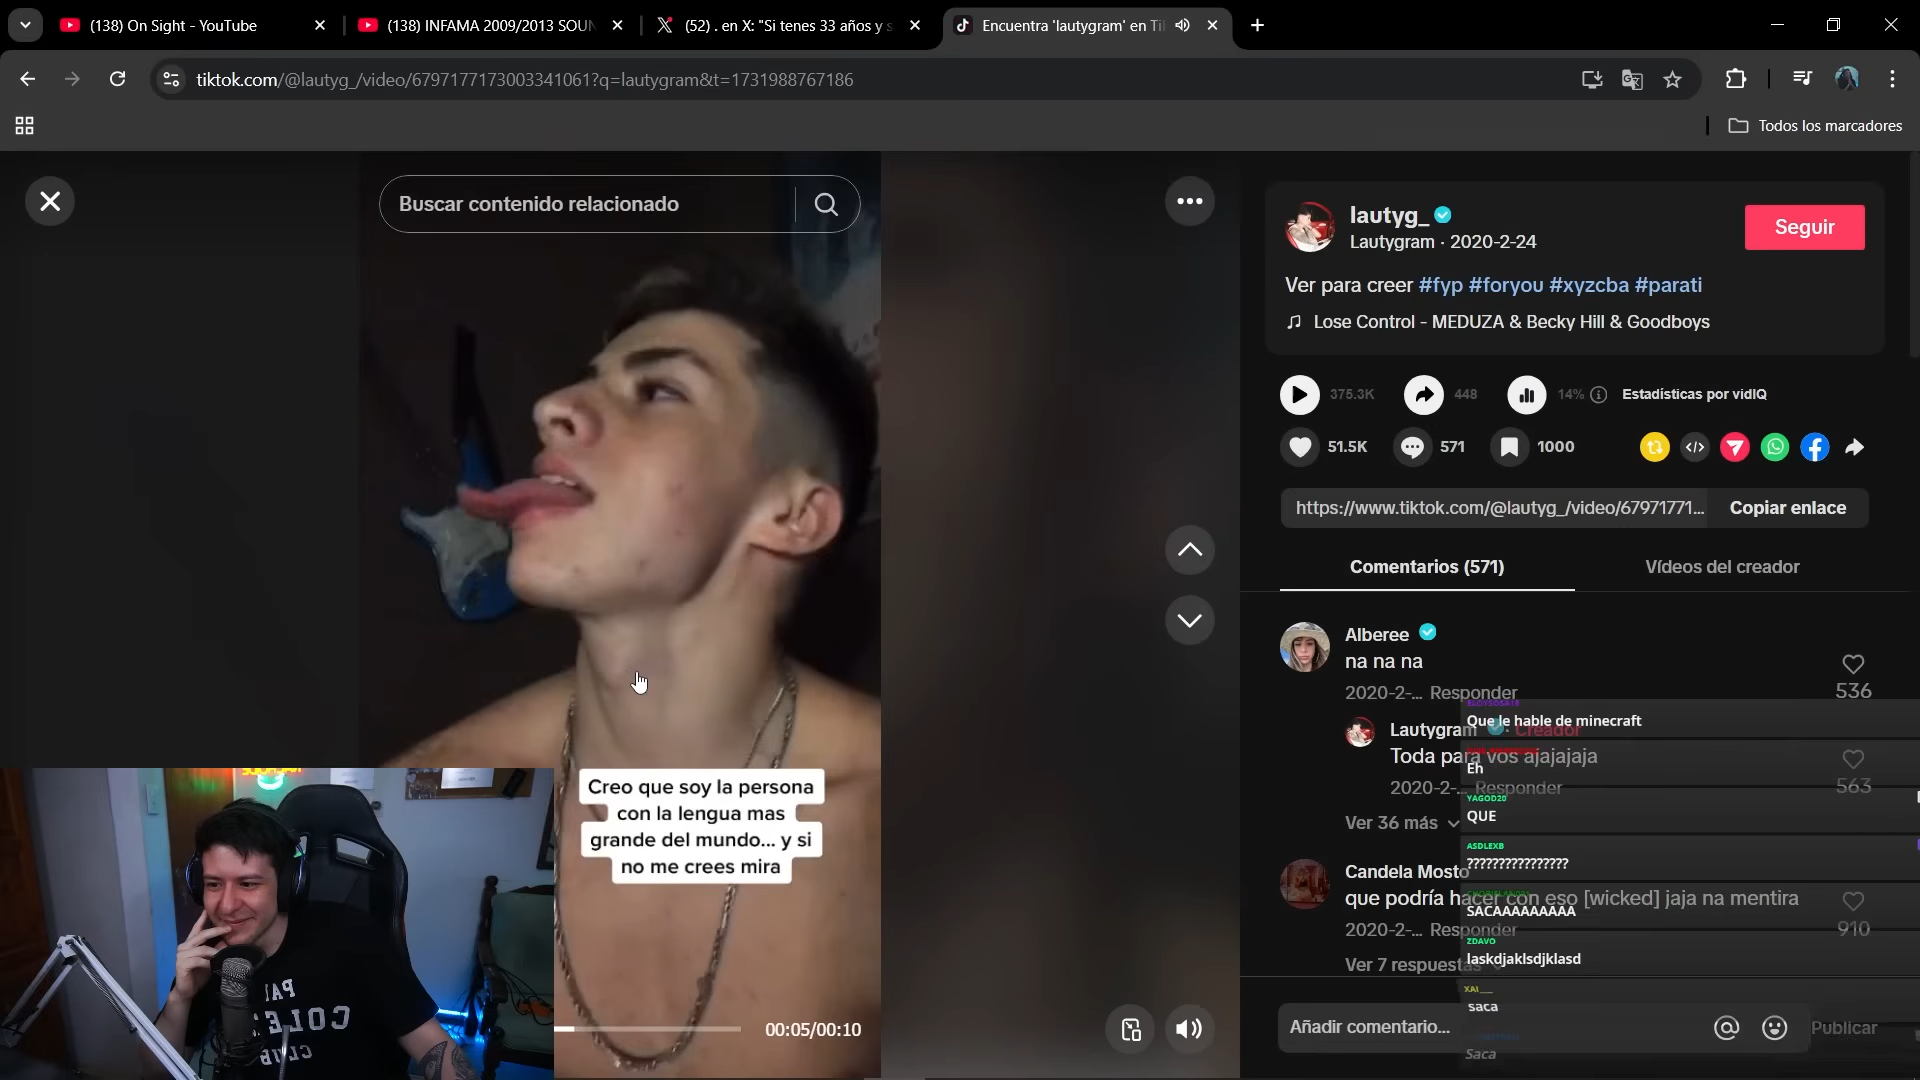 (138) On Sight - YouTube
(138) INFAMA 2009/2013 SOUN
(52) . en X: "Si tenes 33 años y s
Encuentra 'lautygram' en Ti
tiktok.com/@lautyg_/video/6797177173003341061?q=lautygram&t=1731988767186
Todos los marcadores
Buscar contenido relacionado
lautyg_
Lautygram · 2020-2-24
Seguir
Ver para creer #fyp #foryou #xyzcba #parati
Lose Control - MEDUZA & Becky Hill & Goodboys
375.3K
448
14%
Estadísticas por vidIQ
51.5K
571
1000
https://www.tiktok.com/@lautyg_/video/67971771...
Copiar enlace
Comentarios (571)
Vídeos del creador
Alberee
na na na
2020-2-... Responder
536
Lautygram · Creador
Toda para vos ajajajaja
2020-2-... Responder
563
Ver 36 más
Candela Mosto
que podría hacer con eso [wicked] jaja na mentira
2020-2-... Responder
910
Ver 7 respuestas
Añadir comentario...
Publicar
Que le hable de minecraft
Eh
YAGOD20
QUE
ASDLEXB
????????????????
SACAAAAAAAAA
ZDAVO
laskdjaklsdjklasd
XAI__
saca
Saca
Creo que soy la persona
con la lengua mas
grande del mundo... y si
no me crees mira
00:05/00:10